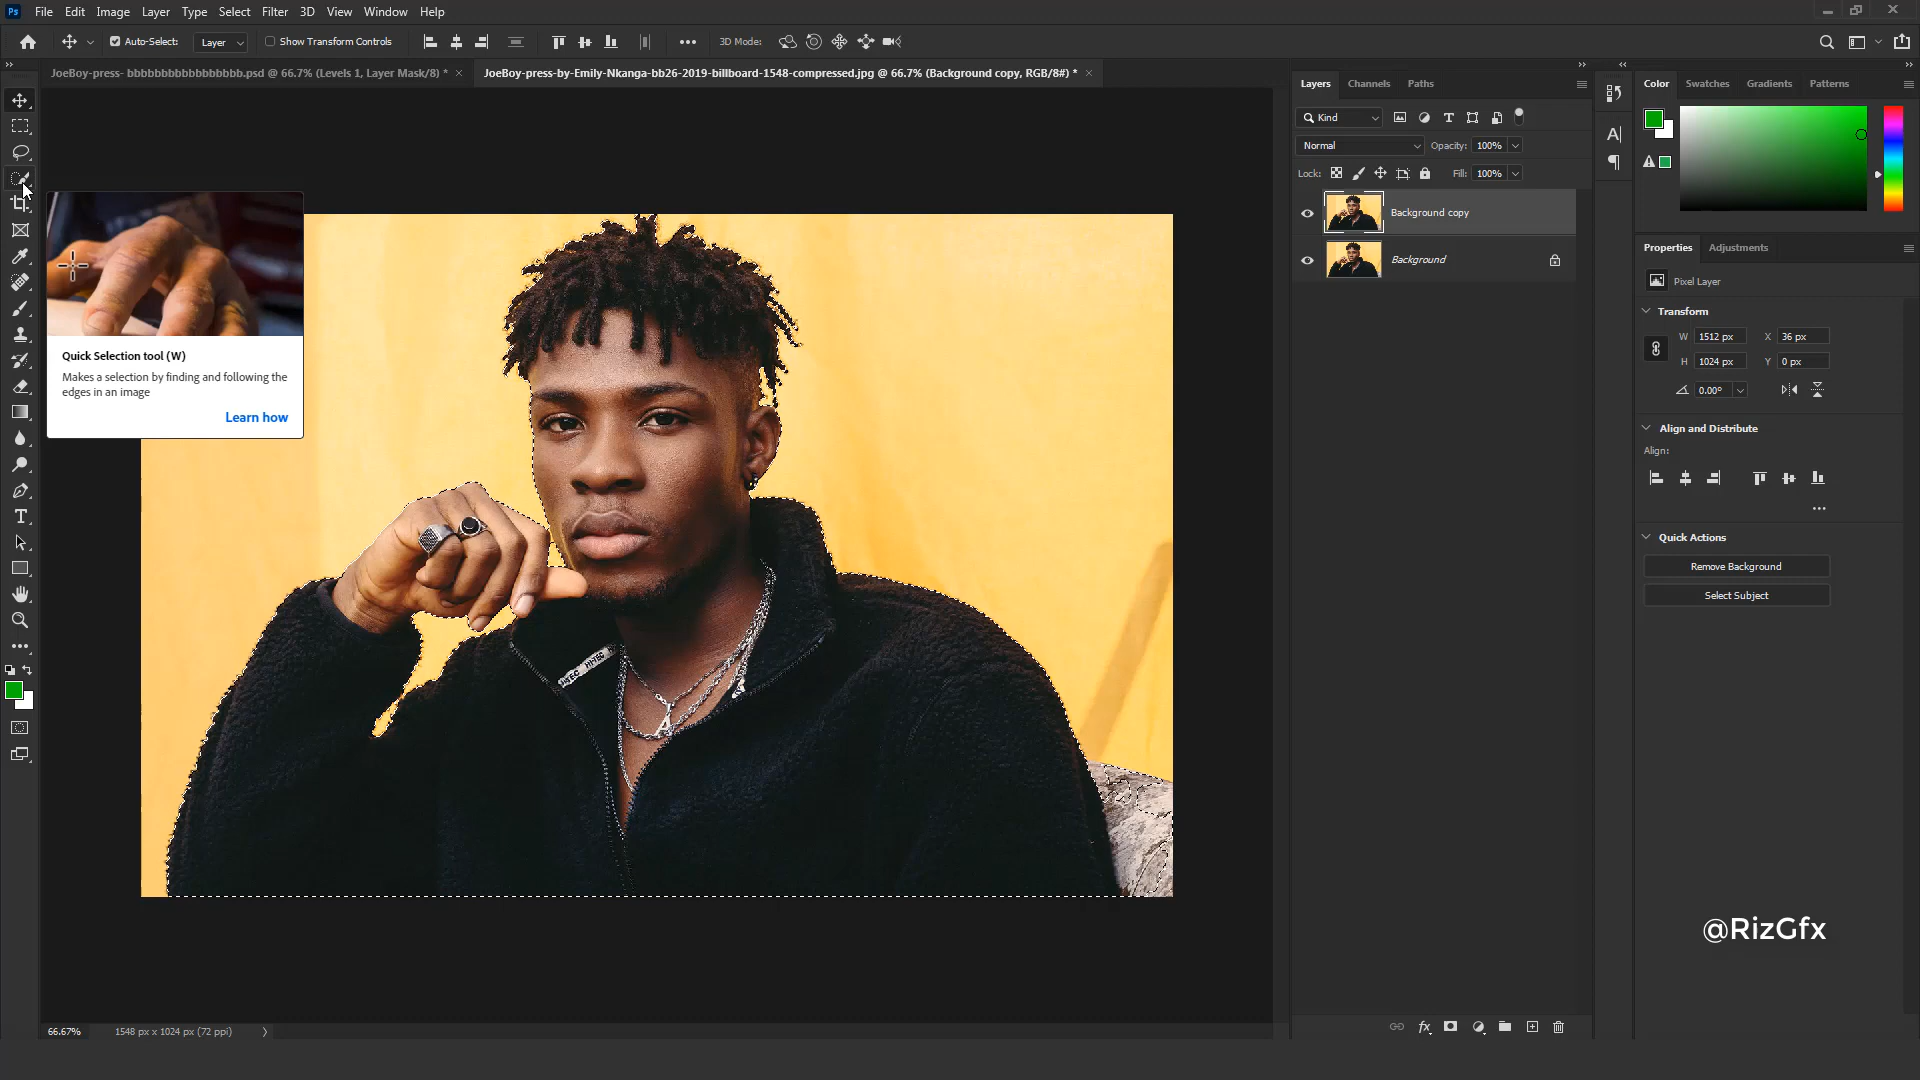 Ps File Edit Image Layer Type Select Filter 3D View Window Help
Auto-Select: Layer Show Transform Controls 3D Mode:
JoeBoy-press- bbbbbbbbbbbbbbbbb.psd @ 66.7% (Levels 1, Layer Mask/8) *
JoeBoy-press-by-Emily-Nkanga-bb26-2019-billboard-1548-compressed.jpg @ 66.7% (Background copy, RGB/8#) *
Quick Selection tool (W)
Makes a selection by finding and following the
edges in an image
Learn how
66.67% 1548 px x 1024 px (72 ppi)
Layers Channels Paths
Kind
Normal Opacity: 100%
Lock: Fill: 100%
Background copy
Background
Color Swatches Gradients Patterns
Properties Adjustments
Pixel Layer
Transform
W 1512 px X 36 px
H 1024 px Y 0 px
0.00°
Align and Distribute
Align:
Quick Actions
Remove Background
Select Subject
@RizGfx